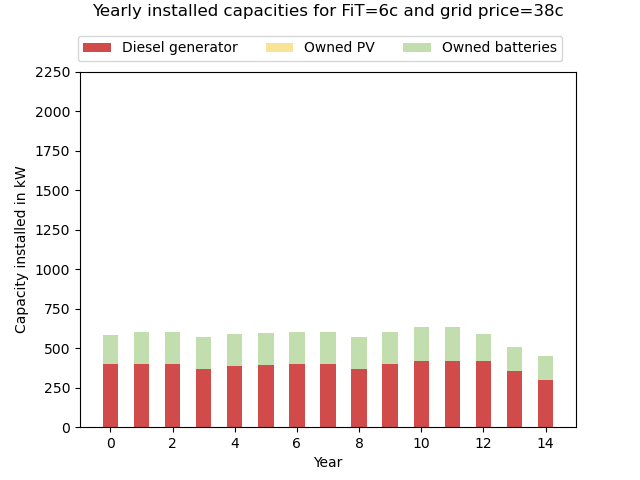 Yearly installed capacities for FiT=6c and grid price=38c
Diesel generator Owned PV Owned batteries
2250
2000
1750
1500
1250
1000
750
500
250
0
Capacity installed in kW
0 2 4 6 8 10 12 14
Year